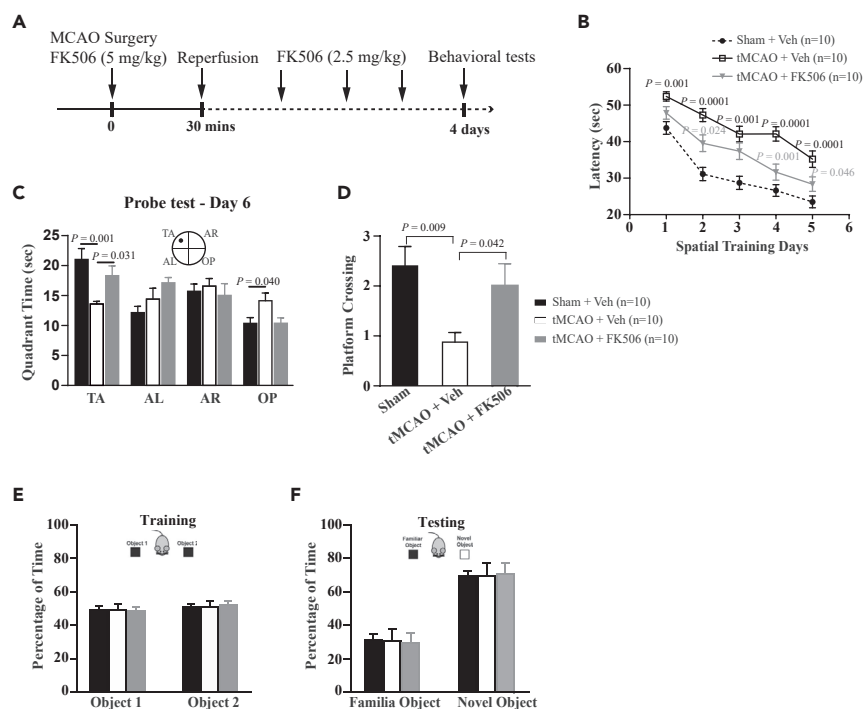 A
MCAO Surgery
FK506 (5 mg/kg)
Reperfusion
FK506 (2.5 mg/kg)
Behavioral tests
0
30 mins
4 days
B
Sham + Veh (n=10)
tMCAO + Veh (n=10)
tMCAO + FK506 (n=10)
Latency (sec)
60
50
40
30
20
P = 0.001
P = 0.0001
P = 0.001
P = 0.0001
P = 0.0001
P = 0.024
P = 0.001
P = 0.046
0 1 2 3 4 5 6
Spatial Training Days
C
Probe test - Day 6
Quadrant Time (sec)
25
20
15
10
5
0
P = 0.001
P = 0.031
P = 0.040
TA AR
AL OP
TA AL AR OP
D
Platform Crossing
3
2
1
0
P = 0.009
P = 0.042
Sham
tMCAO + Veh
tMCAO + FK506
Sham + Veh (n=10)
tMCAO + Veh (n=10)
tMCAO + FK506 (n=10)
E
Training
Object 1
Object 2
Percentage of Time
100
80
60
40
20
0
Object 1 Object 2
F
Testing
Familiar
Object
Novel
Object
Percentage of Time
100
80
60
40
20
0
Familia Object Novel Object